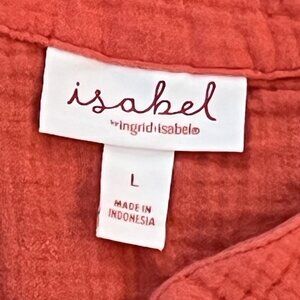 isabel
by ingrid+isabel®
L
MADE IN
INDONESIA